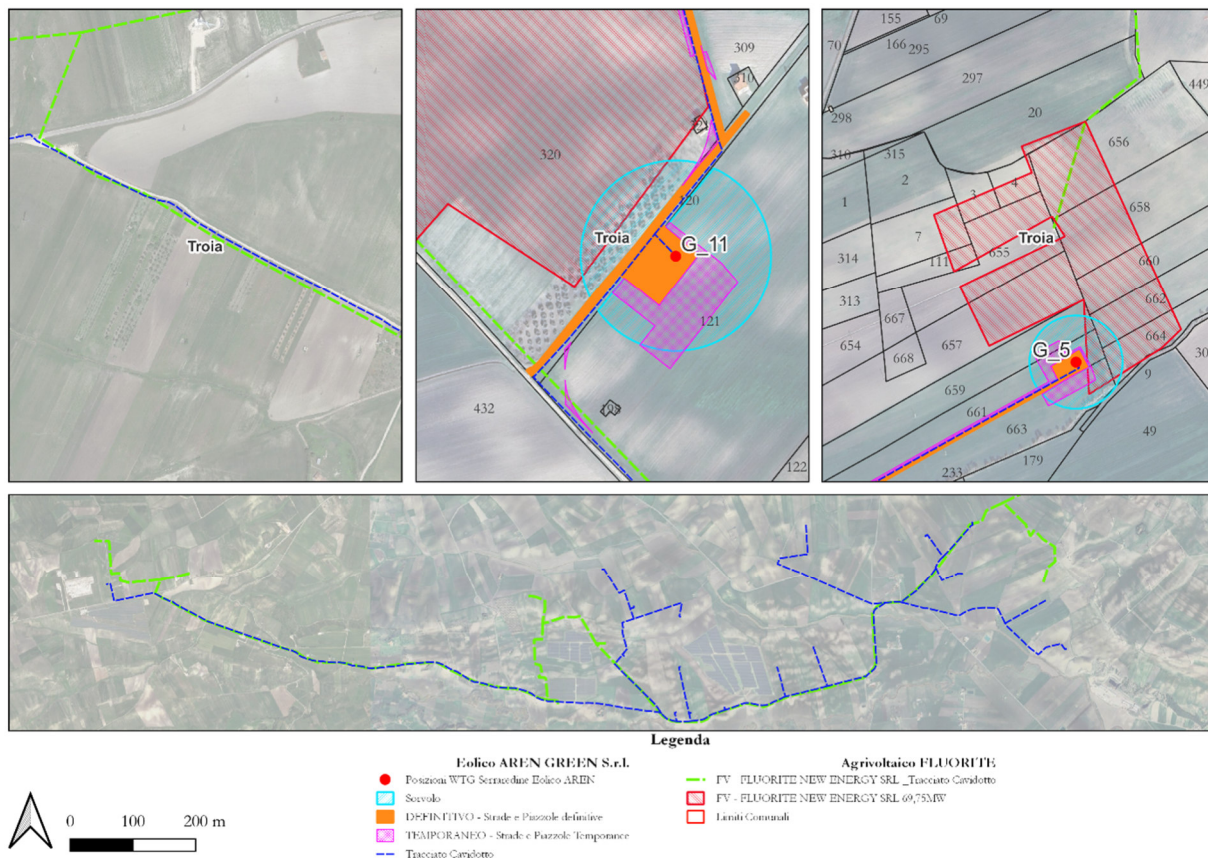 Troia
309
310
320
20
Troia
G_11
121
432
122
155
69
166
295
70
297
298
20
449
310
315
656
2
3
4
1
658
7
Troia
314
655
660
111
313
662
667
664
654
657
G_5
30
668
9
659
661
663
49
179
233
Legenda
Eolico AREN GREEN S.r.l.
Posizioni WTG Serraredine Eolico AREN
Sorvolo
DEFINITIVO - Strade e Piazzole definitive
TEMPORANEO - Strade e Piazzole Temporanee
Tracciato Cavidotto
Agrivoltaico FLUORITE
FV - FLUORITE NEW ENERGY SRL _Tracciato Cavidotto
FV - FLUORITE NEW ENERGY SRL 69,75MW
Limiti Comunali
0 100 200 m